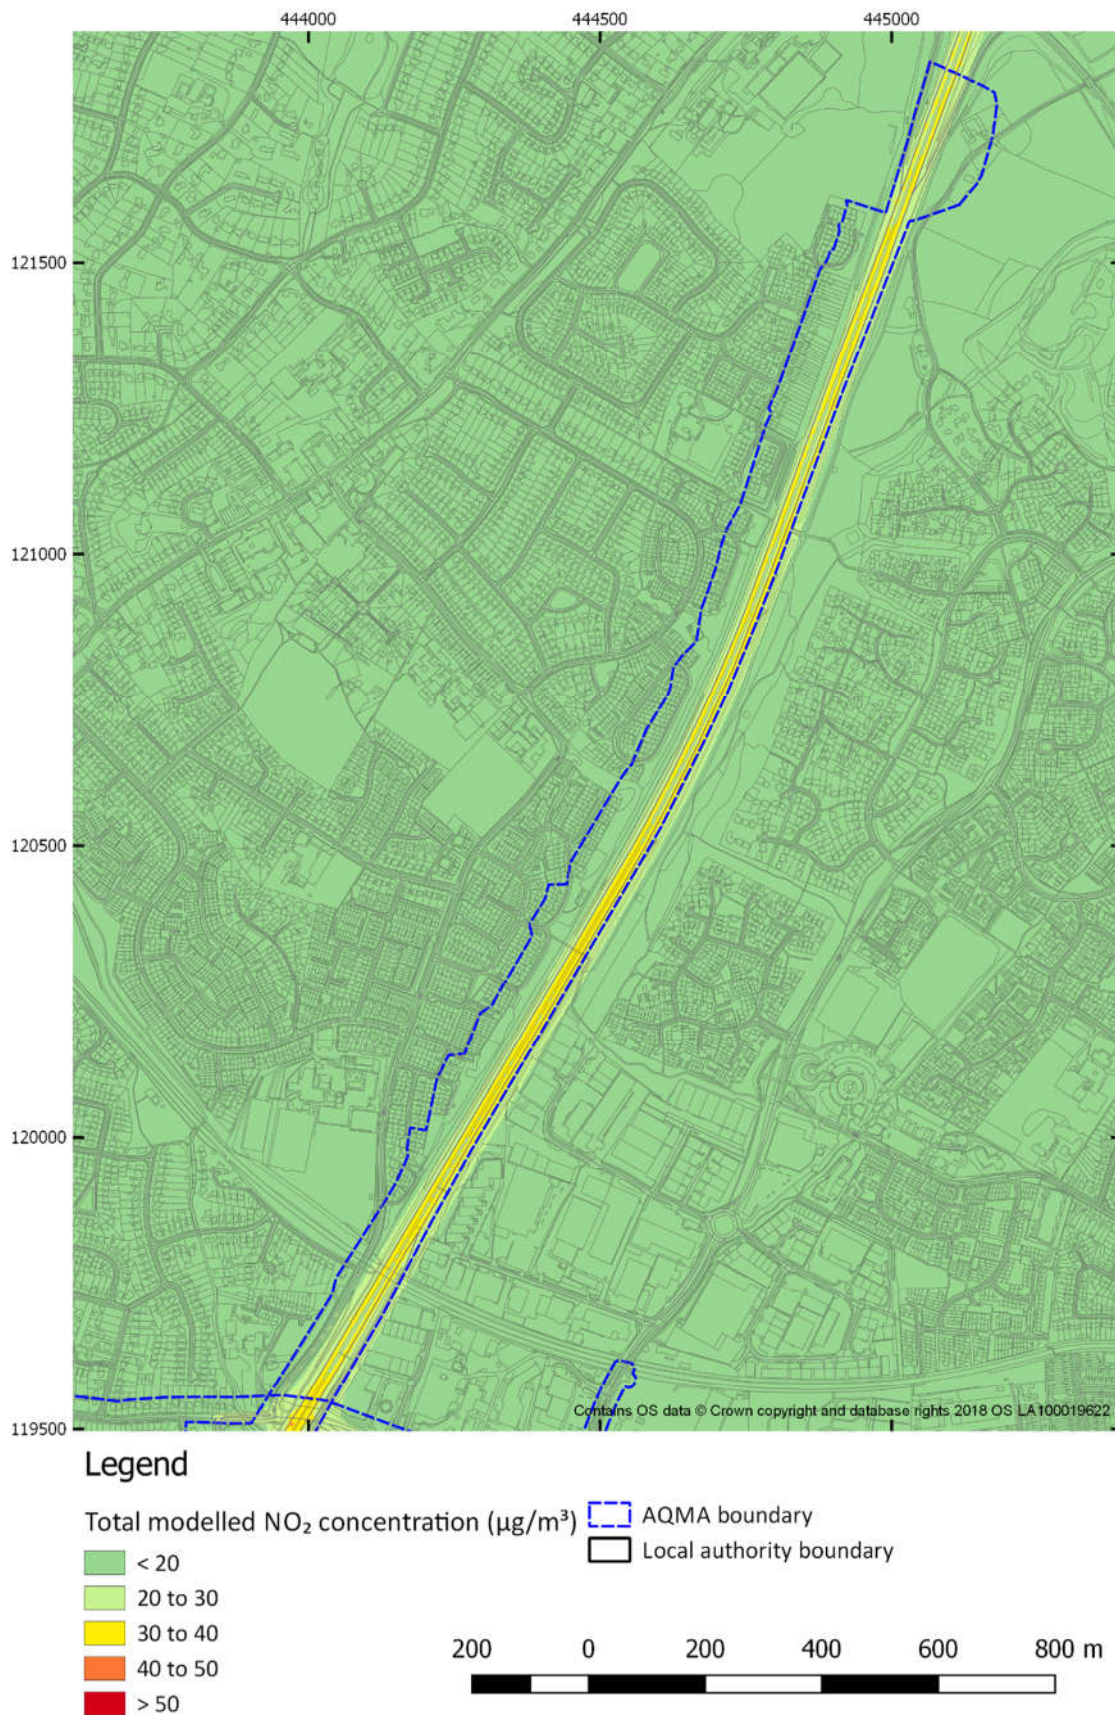 444000 444500 445000
121500
121000
120500
120000
119500
Contains OS data © Crown copyright and database rights 2018 OS LA100019622
Legend
Total modelled NO₂ concentration (µg/m³)
< 20
20 to 30
30 to 40
40 to 50
> 50
AQMA boundary
Local authority boundary
200 0 200 400 600 800 m